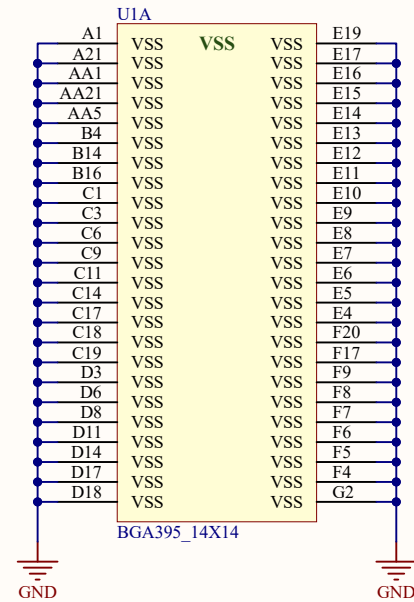 U1A
A1 VSS VSS VSS E19
A21 VSS VSS E17
AA1 VSS VSS E16
AA21 VSS VSS E15
AA5 VSS VSS E14
B4 VSS VSS E13
B14 VSS VSS E12
B16 VSS VSS E11
C1 VSS VSS E10
C3 VSS VSS E9
C6 VSS VSS E8
C9 VSS VSS E7
C11 VSS VSS E6
C14 VSS VSS E5
C17 VSS VSS E4
C18 VSS VSS F20
C19 VSS VSS F17
D3 VSS VSS F9
D6 VSS VSS F8
D8 VSS VSS F7
D11 VSS VSS F6
D14 VSS VSS F5
D17 VSS VSS F4
D18 VSS VSS G2
BGA395_14X14
GND GND